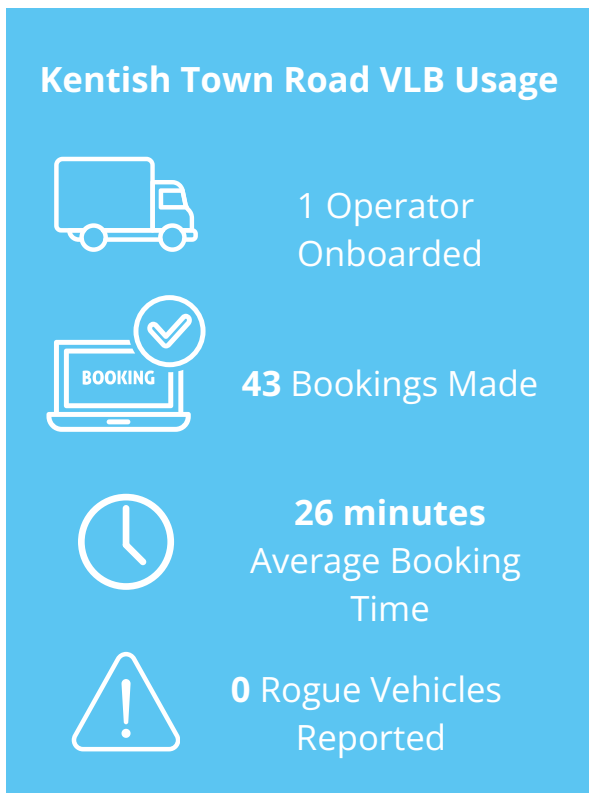 Kentish Town Road VLB Usage
1 Operator
Onboarded
BOOKING
43 Bookings Made
26 minutes
Average Booking
Time
0 Rogue Vehicles
Reported